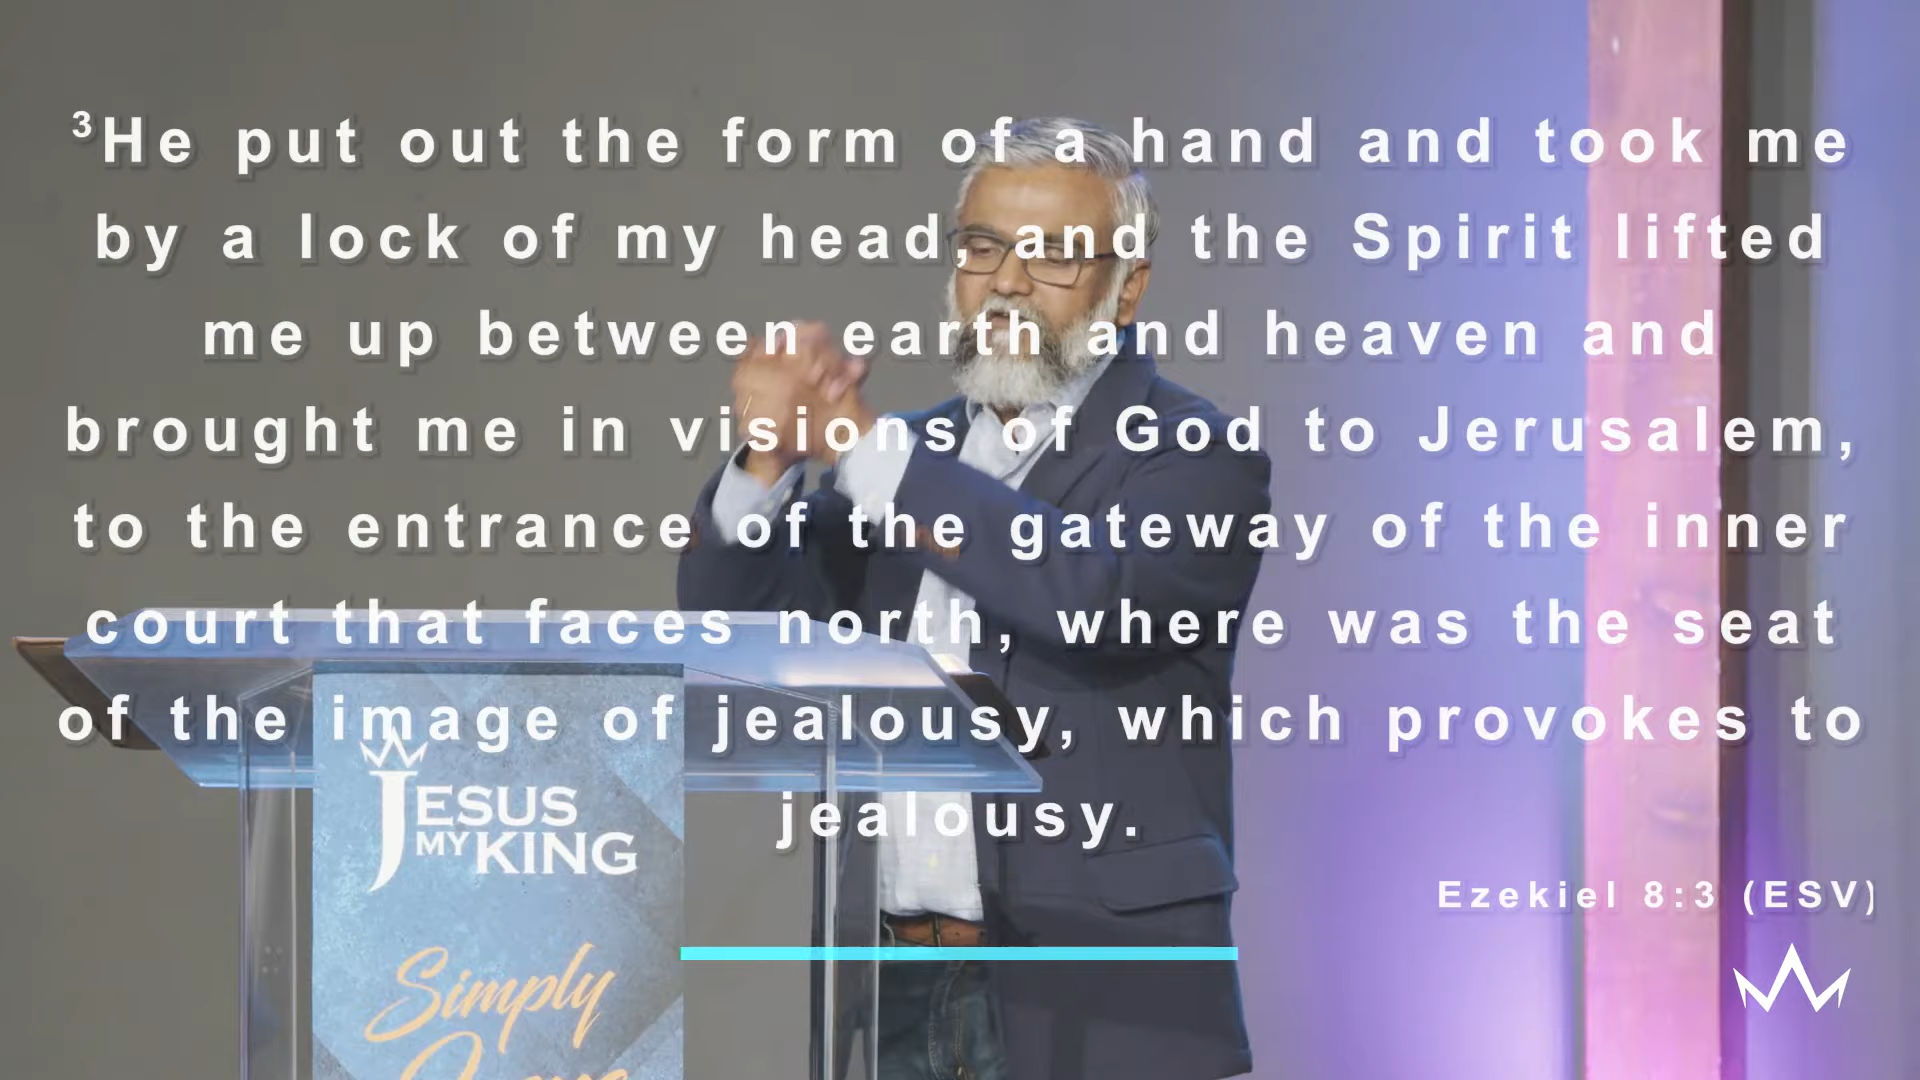 ³He put out the form of a hand and took me
by a lock of my head, and the Spirit lifted
me up between earth and heaven and
brought me in visions of God to Jerusalem,
to the entrance of the gateway of the inner
court that faces north, where was the seat
of the image of jealousy, which provokes to
jealousy.
Ezekiel 8:3 (ESV)
JESUS
MY KING
Simply